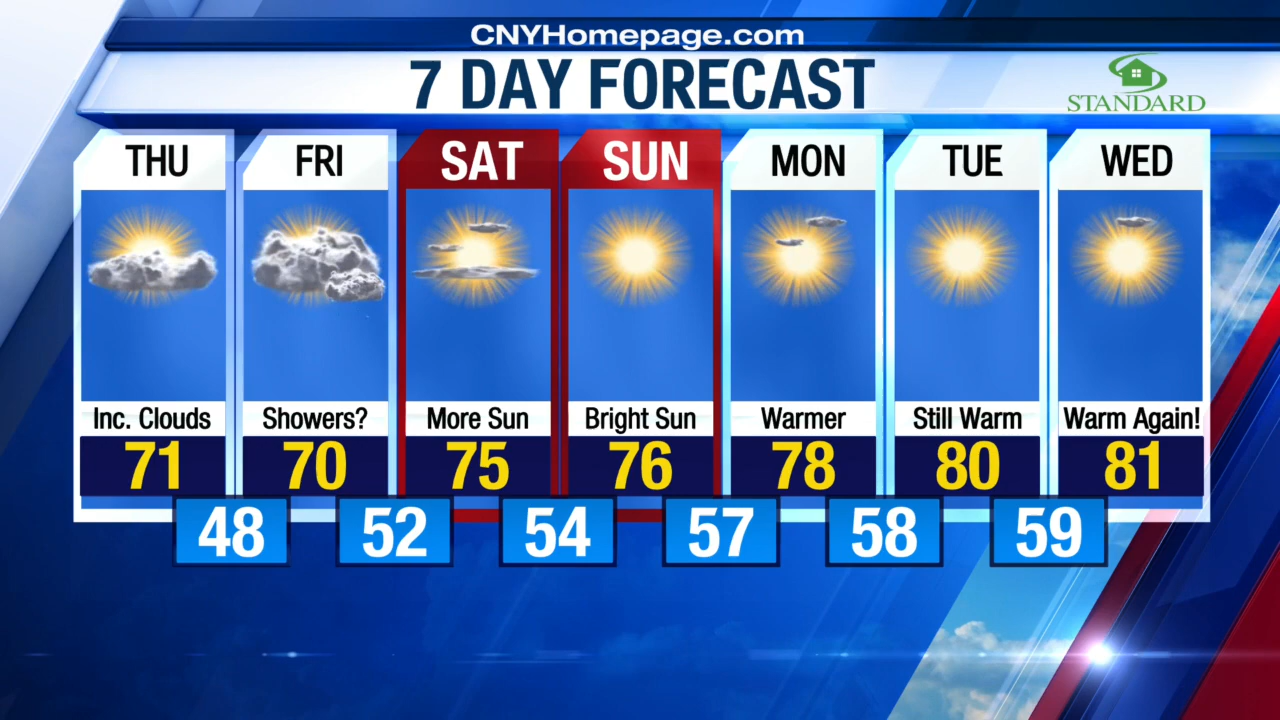 CNYHomepage.com
7 DAY FORECAST
STANDARD
THU FRI SAT SUN MON TUE WED
Inc. Clouds Showers? More Sun Bright Sun Warmer Still Warm Warm Again!
71 70 75 76 78 80 81
48 52 54 57 58 59